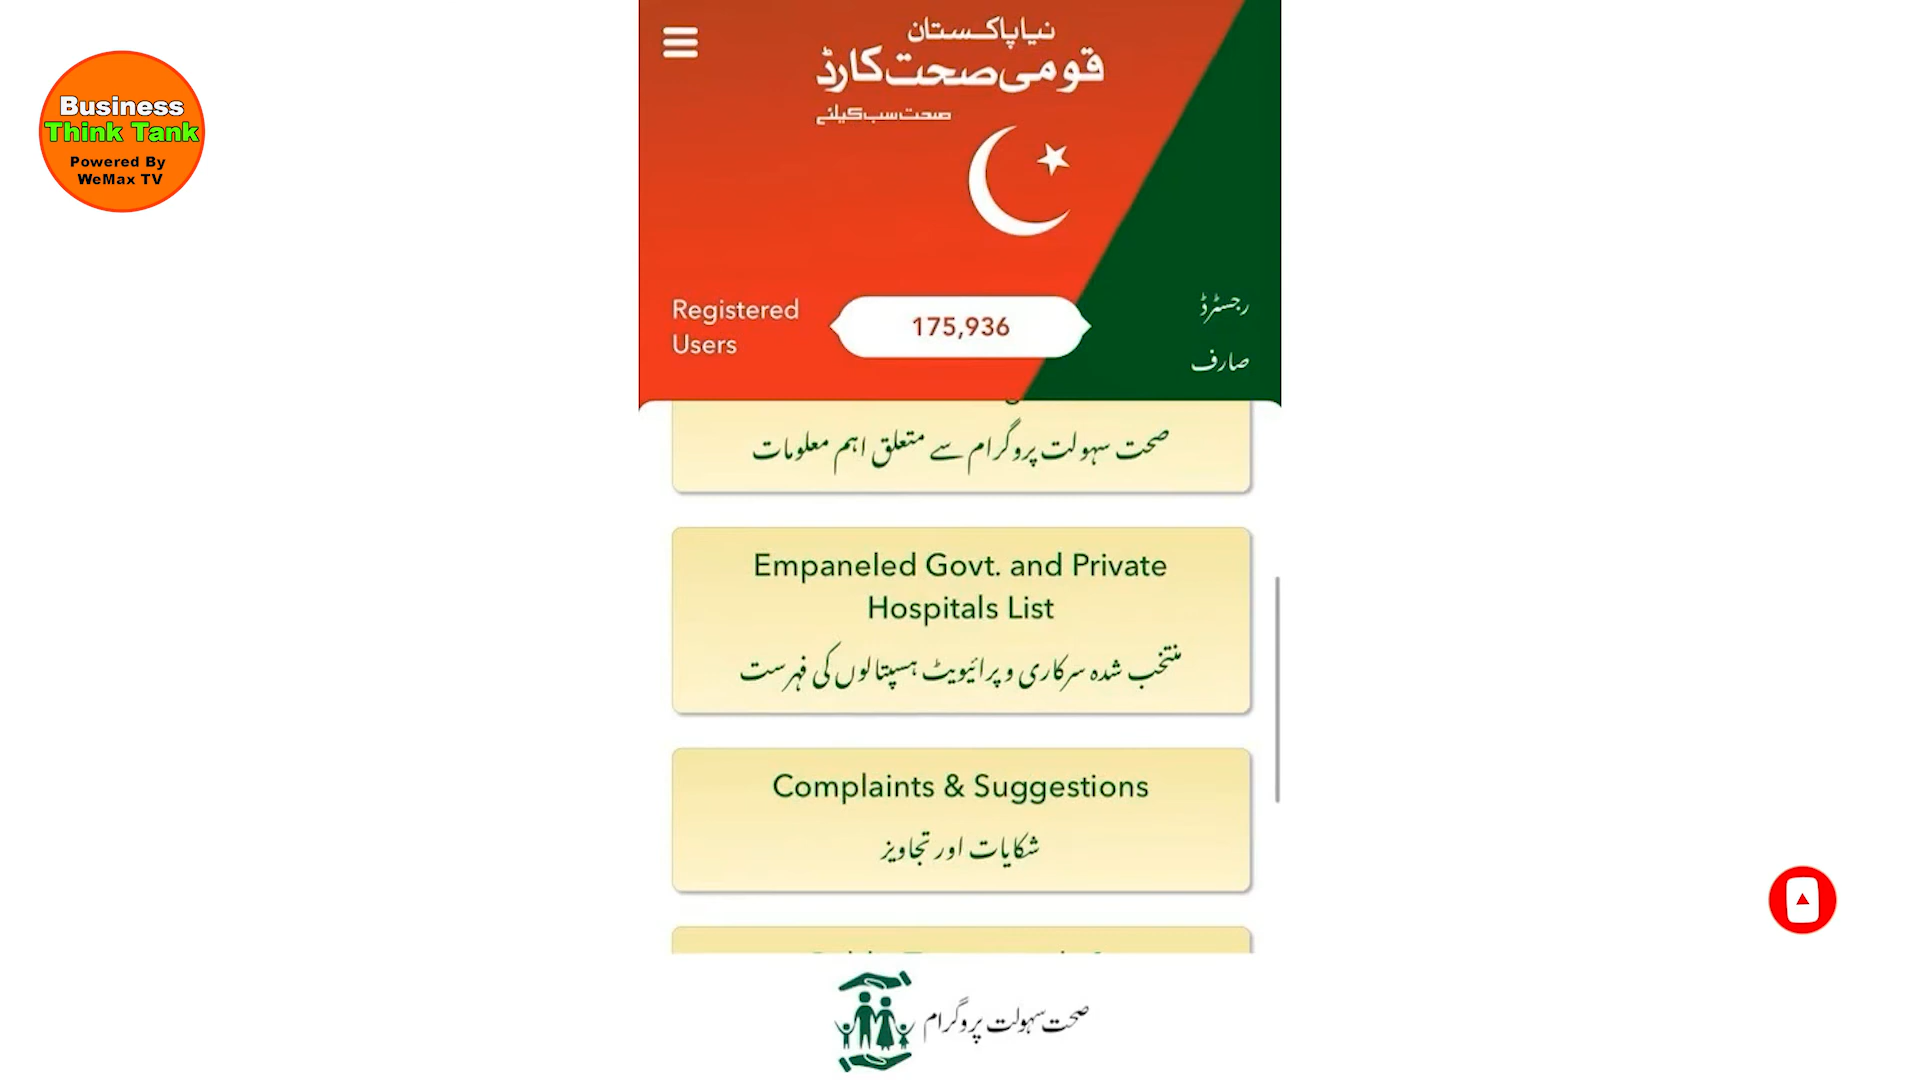 Business
Think Tank
Powered By
WeMax TV
نیا پاکستان
قومی صحت کارڈ
صحت سب کیلئے
Registered
Users
175,936
رجسٹرڈ
صارف
صحت سہولت پروگرام سے متعلق اہم معلومات
Empaneled Govt. and Private
Hospitals List
منتخب شدہ سرکاری و پرائیویٹ ہسپتالوں کی فہرست
Complaints & Suggestions
شکایات اور تجاویز
صحت سہولت پروگرام